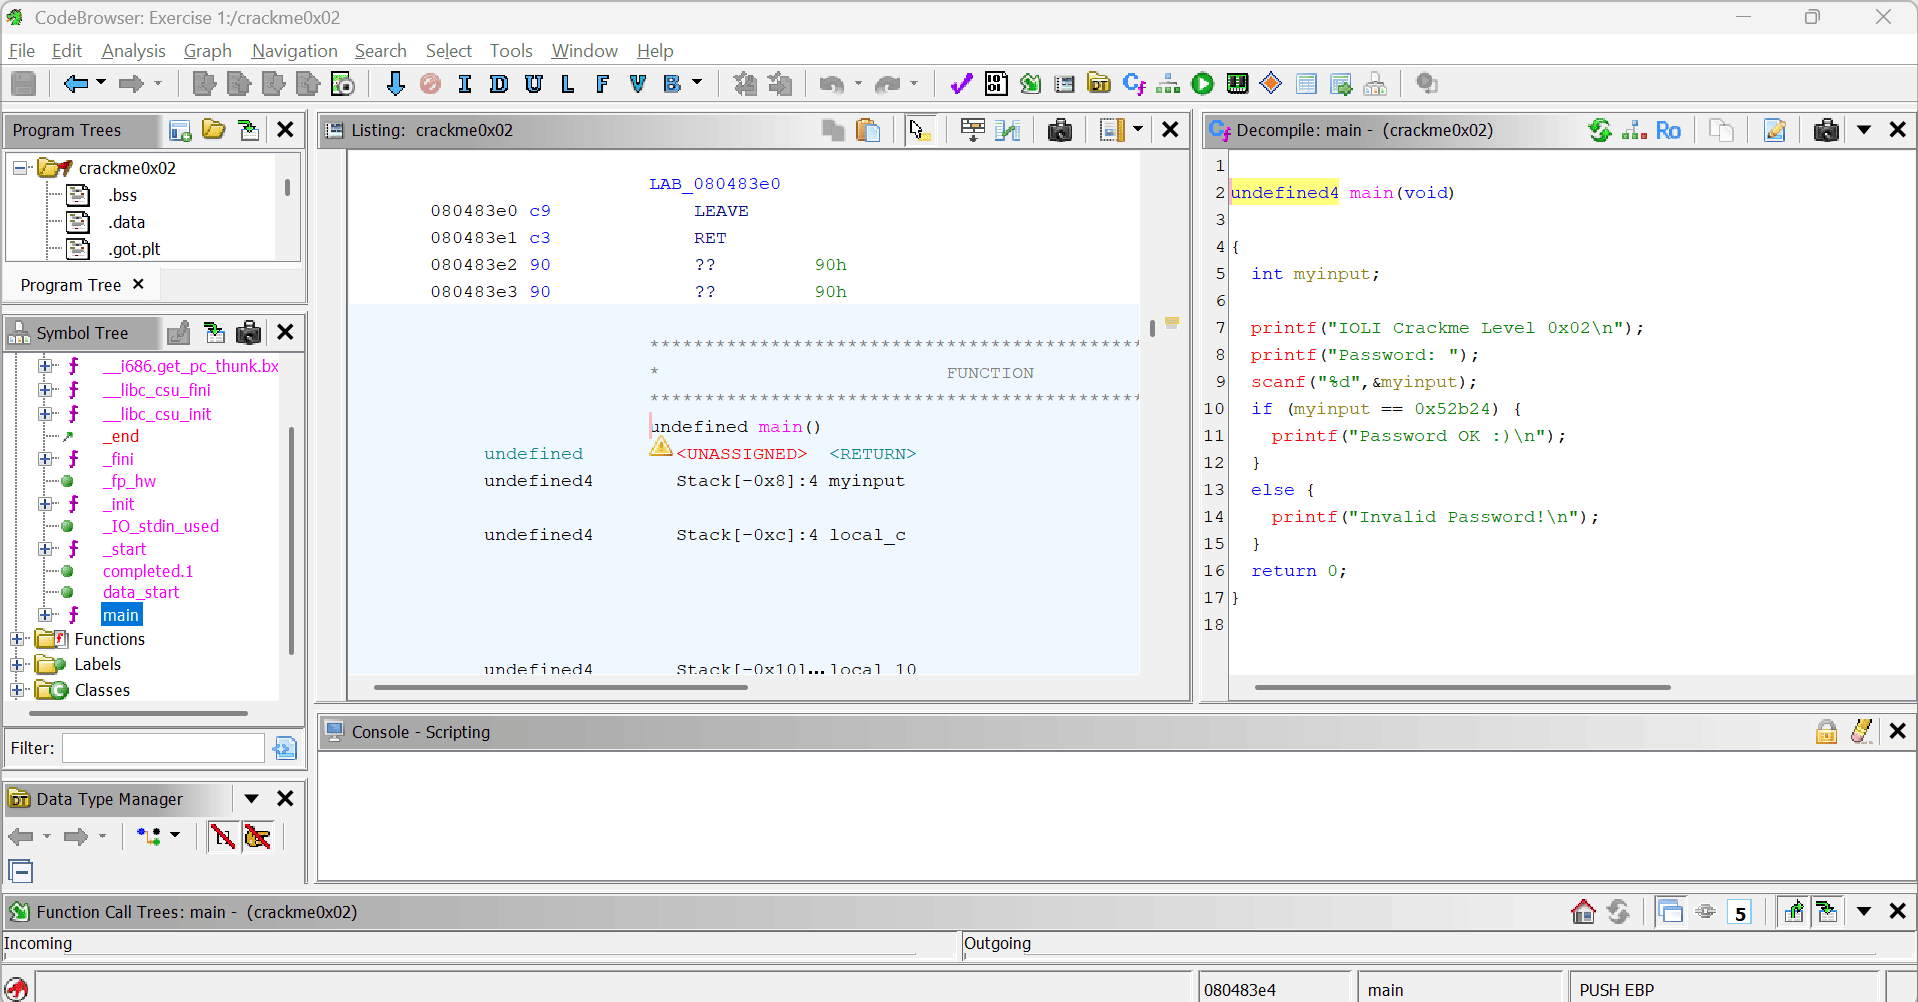 CodeBrowser: Exercise 1:/crackme0x02
File Edit Analysis Graph Navigation Search Select Tools Window Help
I D U L F V B
Program Trees
crackme0x02
.bss
.data
.got.plt
Program Tree
Symbol Tree
__i686.get_pc_thunk.bx
__libc_csu_fini
__libc_csu_init
_end
_fini
_fp_hw
_init
_IO_stdin_used
_start
completed.1
data_start
main
Functions
Labels
Classes
Filter:
Data Type Manager
Listing: crackme0x02
LAB_080483e0
080483e0 c9 LEAVE
080483e1 c3 RET
080483e2 90 ?? 90h
080483e3 90 ?? 90h
**********************************************
* FUNCTION
**********************************************
undefined main()
undefined <UNASSIGNED> <RETURN>
undefined4 Stack[-0x8]:4 myinput
undefined4 Stack[-0xc]:4 local_c
undefined4 Stack[-0x10]... local_10
Decompile: main - (crackme0x02)
Ro
1
2 undefined4 main(void)
3
4 {
5 int myinput;
6
7 printf("IOLI Crackme Level 0x02\n");
8 printf("Password: ");
9 scanf("%d",&myinput);
10 if (myinput == 0x52b24) {
11 printf("Password OK :)\n");
12 }
13 else {
14 printf("Invalid Password!\n");
15 }
16 return 0;
17 }
18
Console - Scripting
Function Call Trees: main - (crackme0x02)
5
Incoming
Outgoing
080483e4
main
PUSH EBP